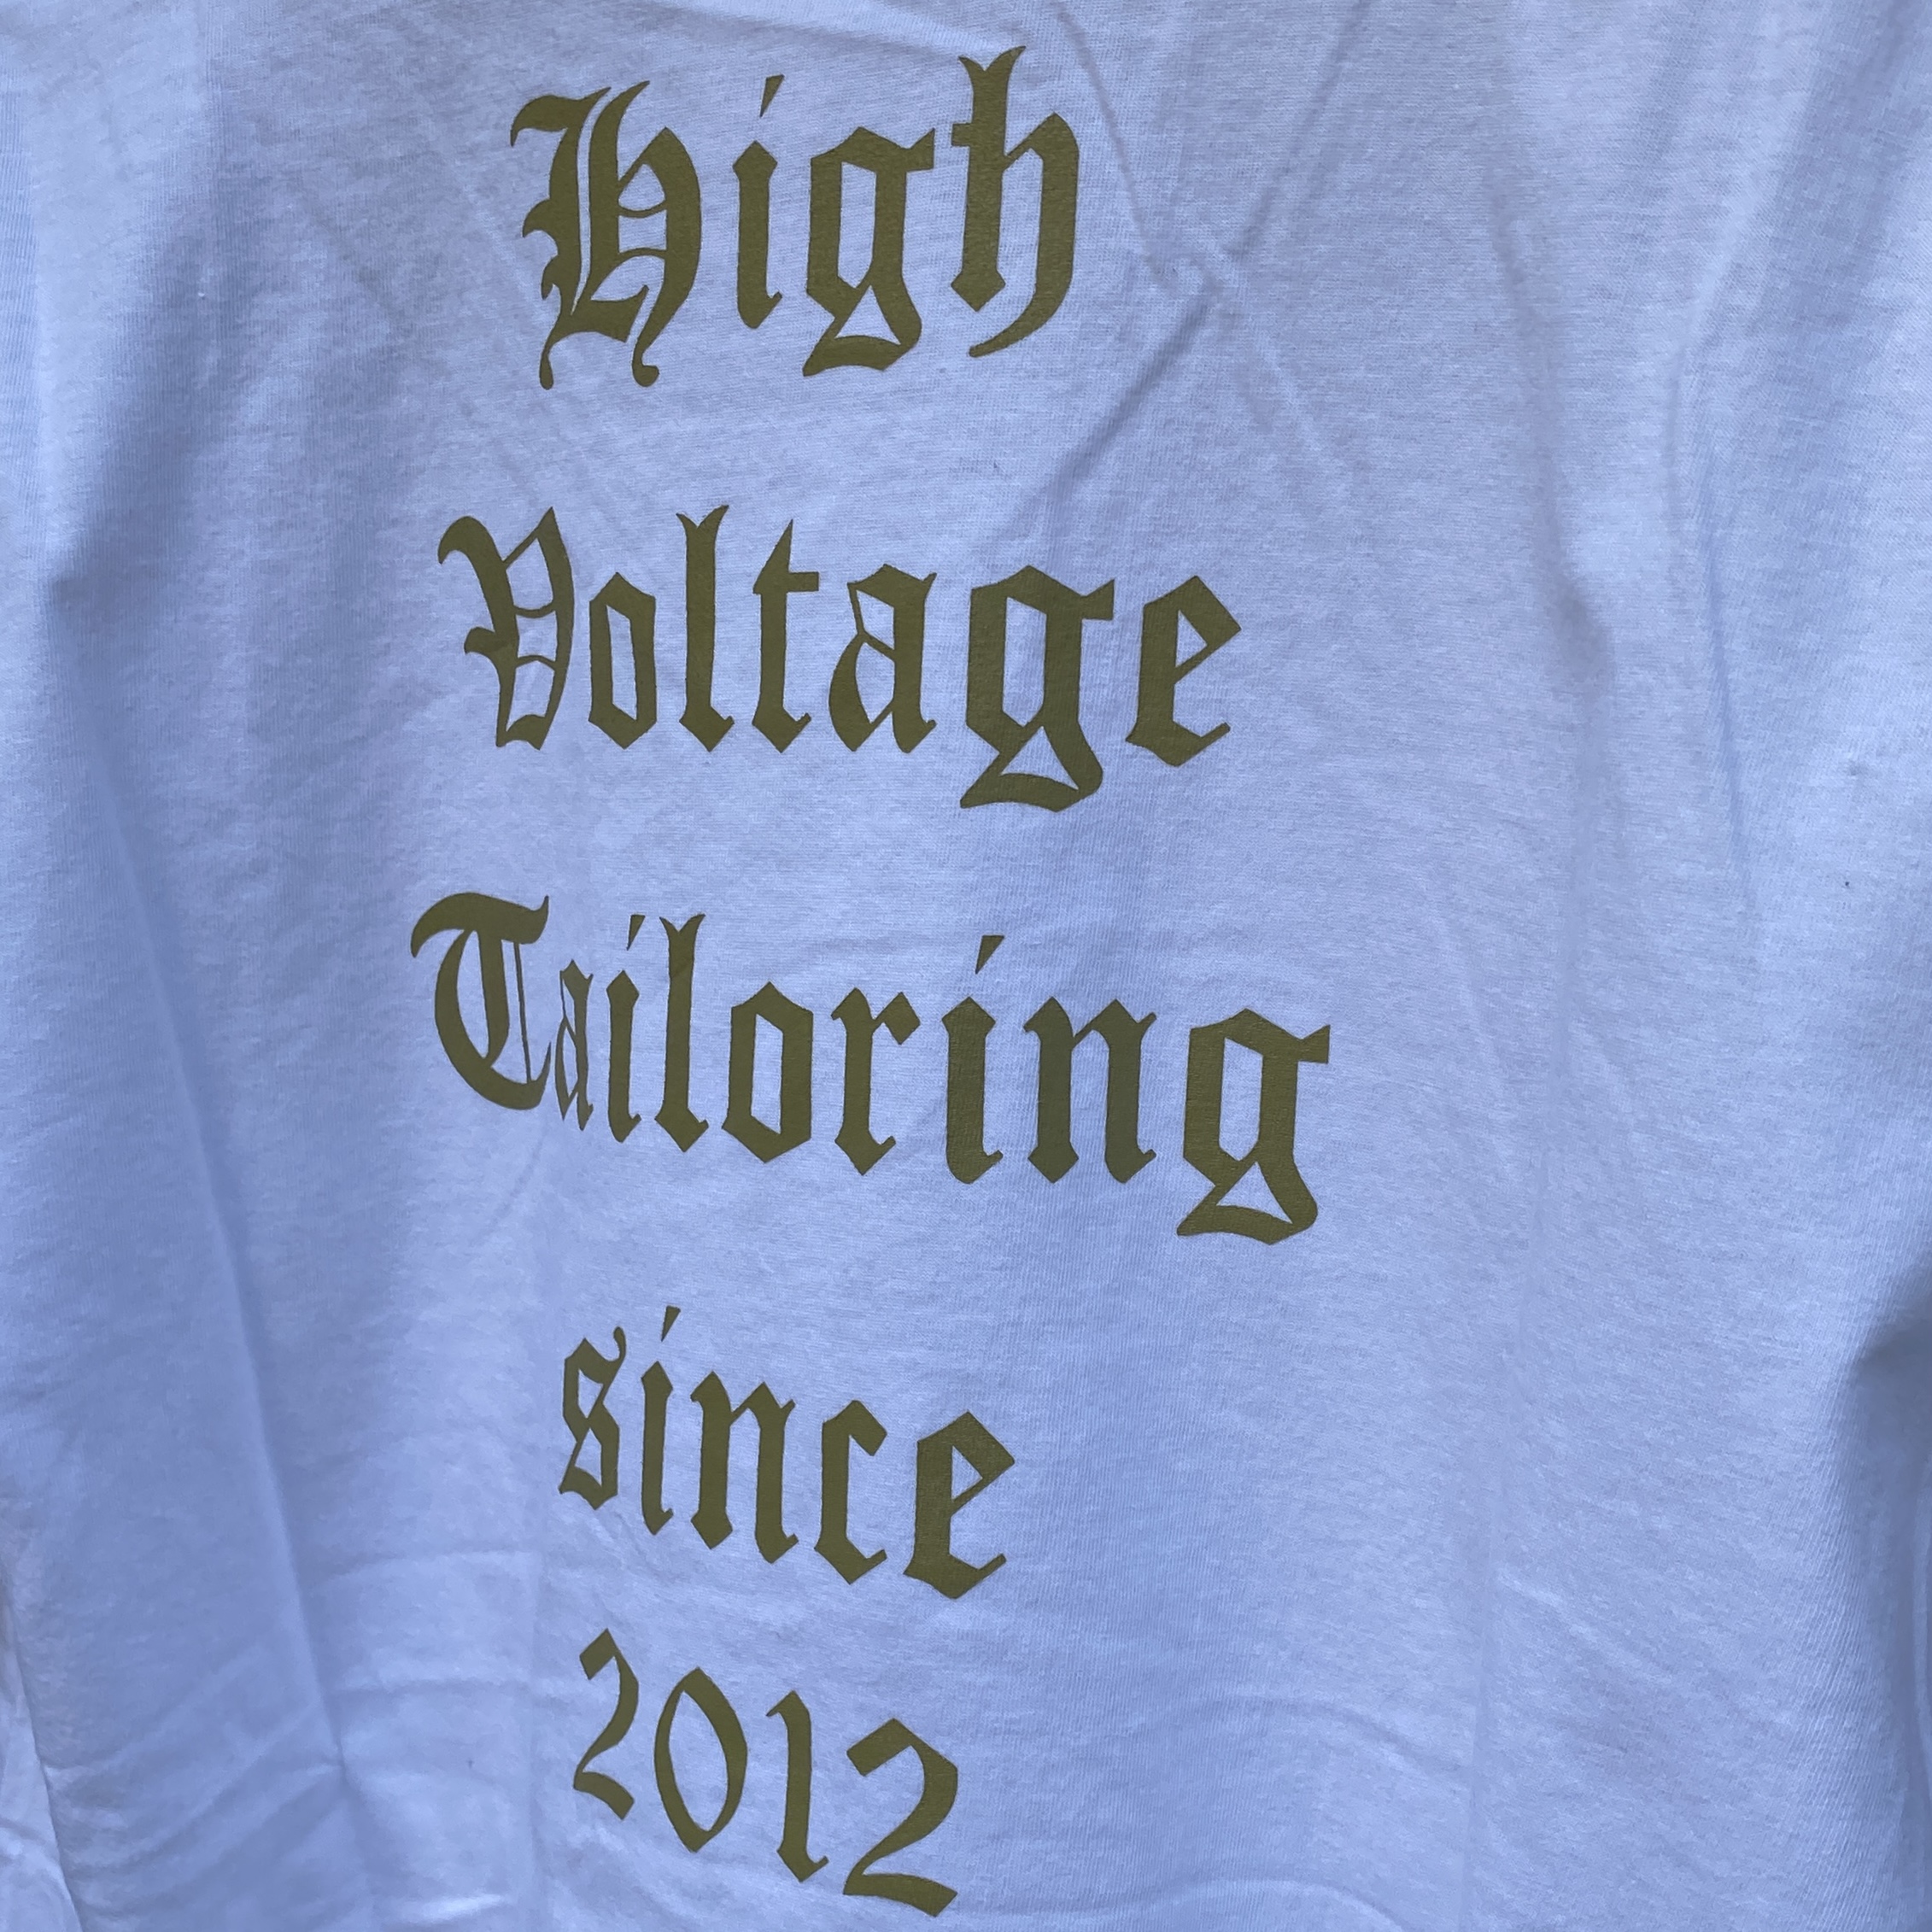 High
Voltage
Tailoring
since
2012